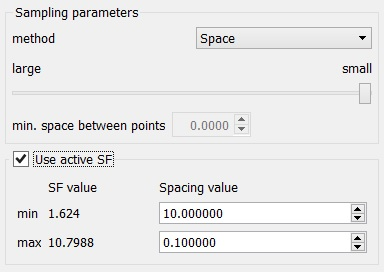 Sampling parameters
method Space
large small
min. space between points 0.0000
Use active SF
SF value Spacing value
min 1.624 10.000000
max 10.7988 0.100000